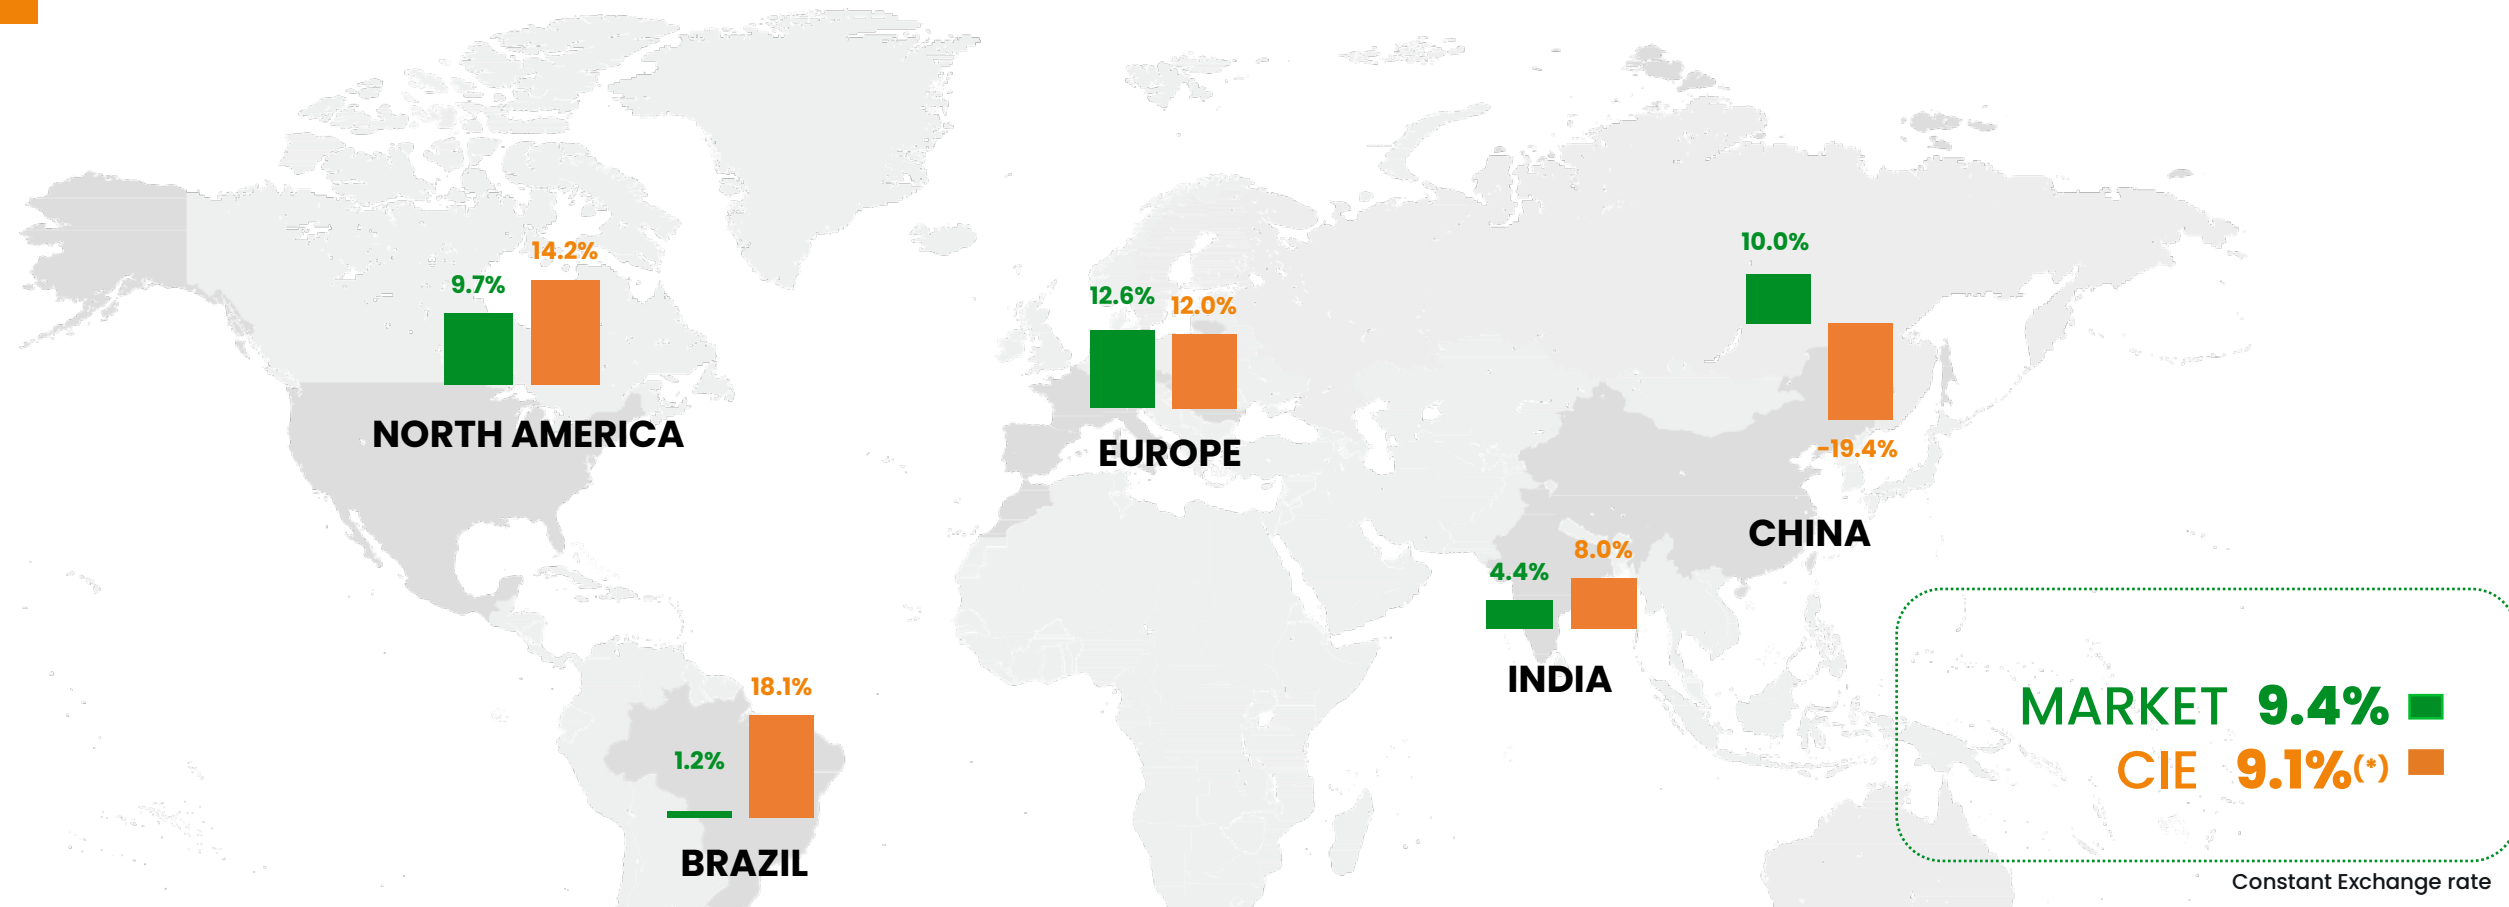 14.2%
9.7%
NORTH AMERICA
12.6%
12.0%
EUROPE
10.0%
-19.4%
CHINA
4.4%
8.0%
INDIA
1.2%
18.1%
BRAZIL
MARKET 9.4%
CIE 9.1%(*)
Constant Exchange rate